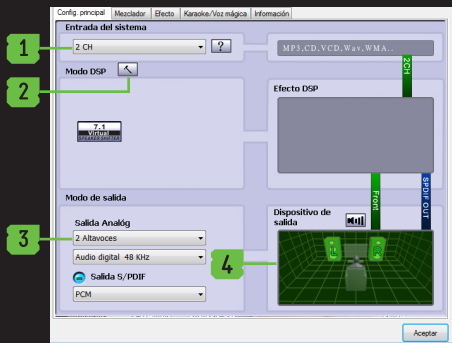 Config. principal Mezclador Efecto Karaoke/Voz mágica Información
Entrada del sistema
1
2 CH
?
MP3,CD,VCD,Wav,WMA..
2CH
2
Modo DSP
7.1
Virtual
Efecto DSP
Front
SPDIF OUT
Modo de salida
Salida Analóg
3
2 Altavoces
Audio digital 48 KHz
Salida S/PDIF
PCM
Dispositivo de
salida
4
Aceptar